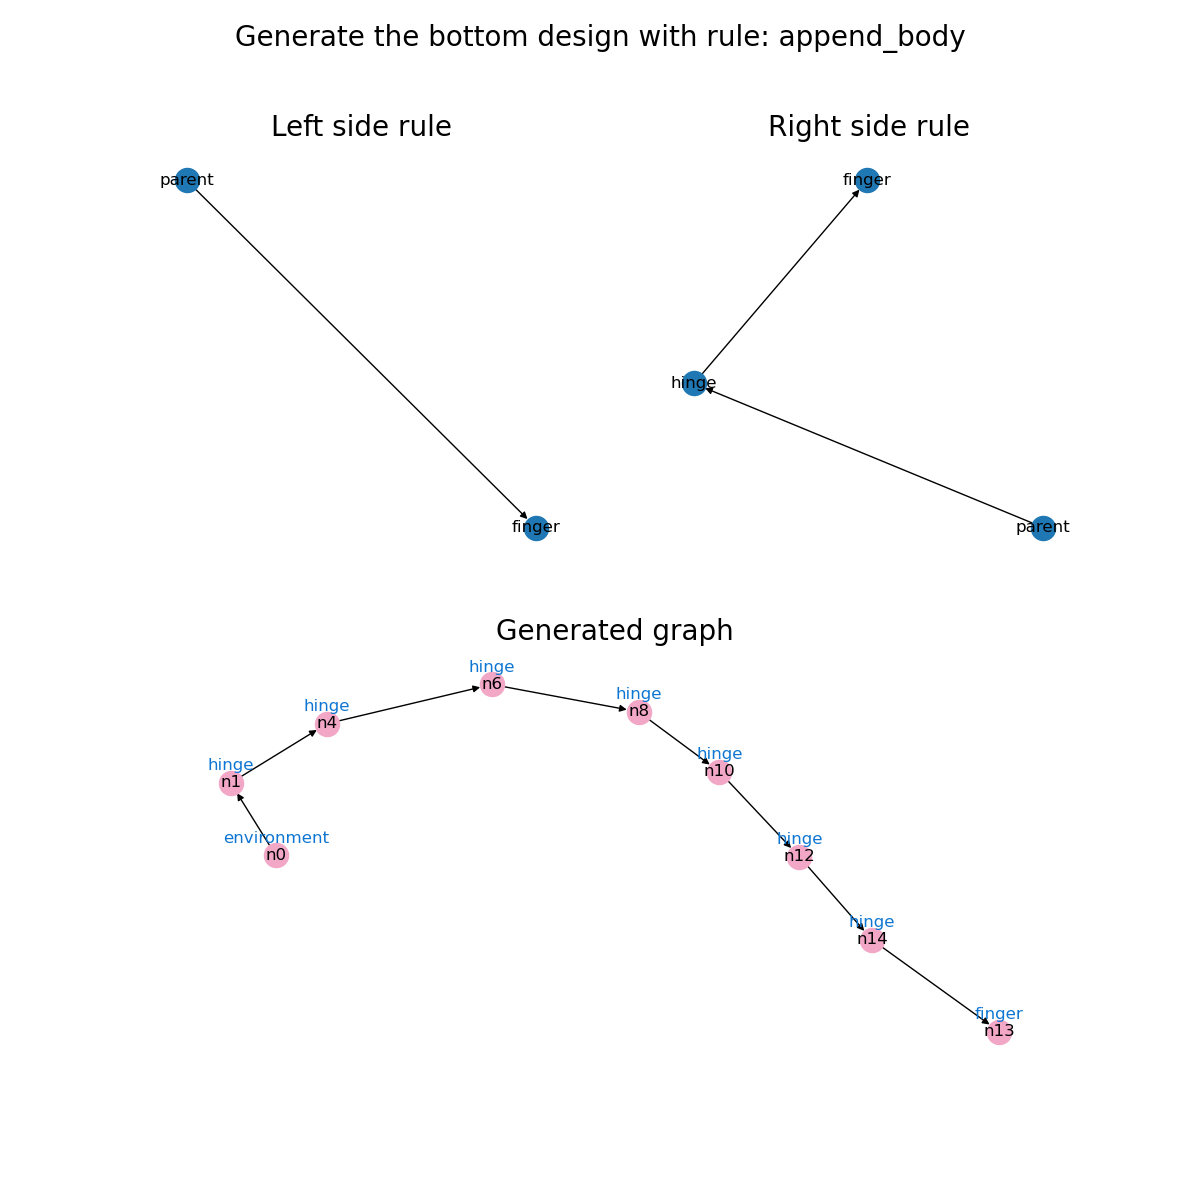 Generate the bottom design with rule: append_body
Left side rule
Right side rule
parent
finger
finger
hinge
parent
Generated graph
hinge
n6
hinge
n8
hinge
n4
hinge
n10
hinge
n1
environment
n0
hinge
n12
hinge
n14
finger
n13